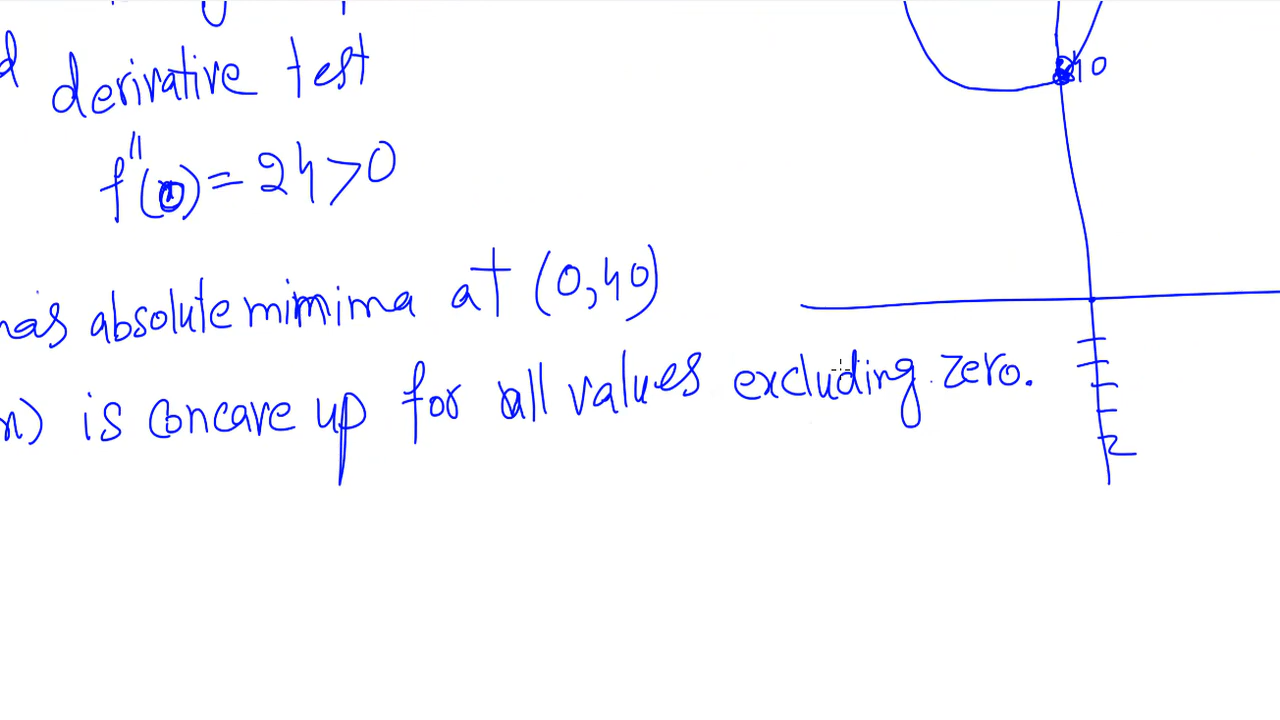 derivative test
f''(0) = 24 > 0
has absolute mimima at (0,40)
n) is concave up for all values excluding zero.
40